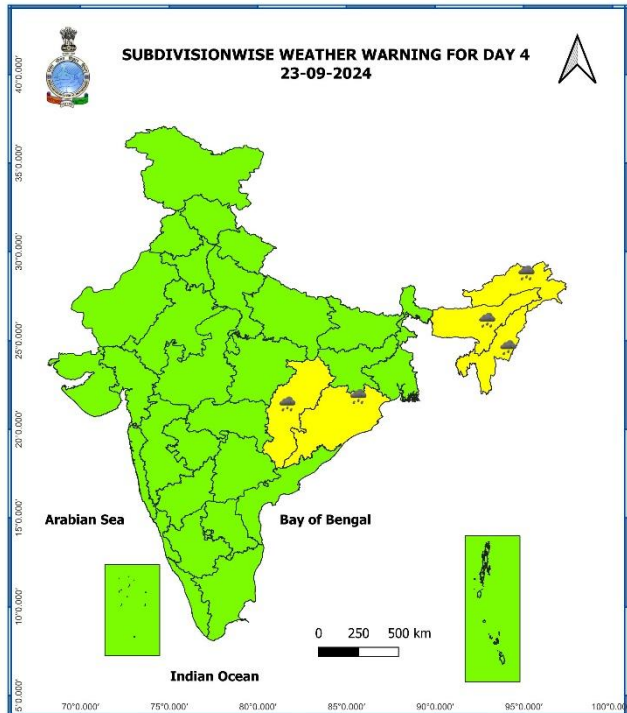 SUBDIVISIONWISE WEATHER WARNING FOR DAY 4
23-09-2024
40°0.000'
35°0.000'
30°0.000'
25°0.000'
20°0.000'
15°0.000'
10°0.000'
5°0.000'
Arabian Sea
Bay of Bengal
Indian Ocean
0 250 500 km
70°0.000' 75°0.000' 80°0.000' 85°0.000' 90°0.000' 95°0.000' 100°0.00